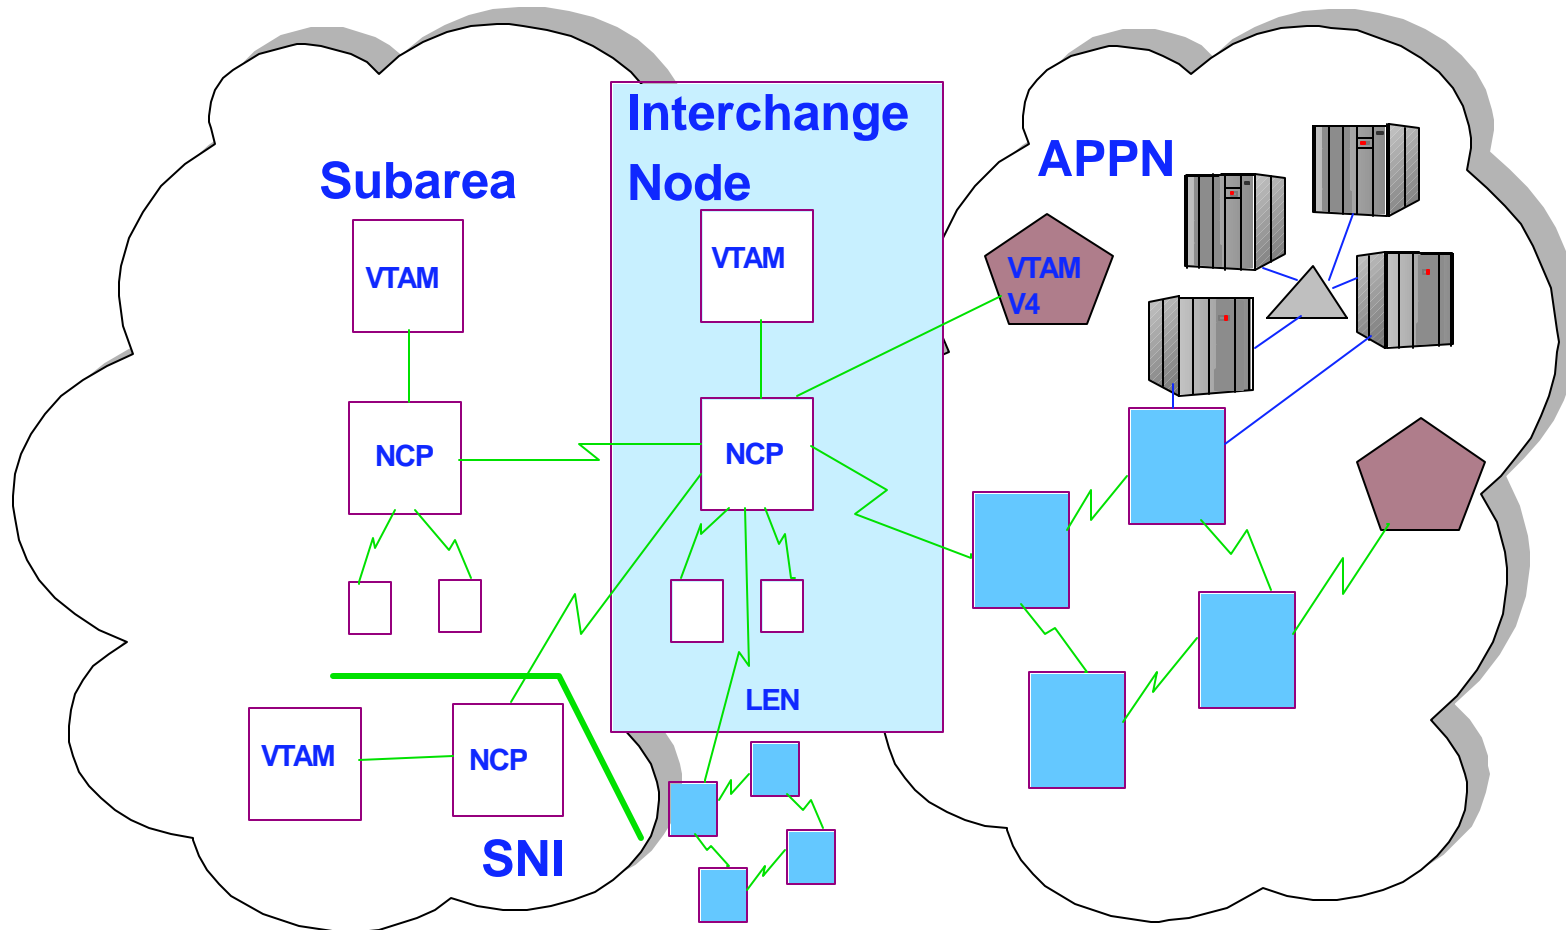 Interchange
Node
Subarea
APPN
VTAM
VTAM
VTAM
V4
NCP
NCP
LEN
VTAM
NCP
SNI